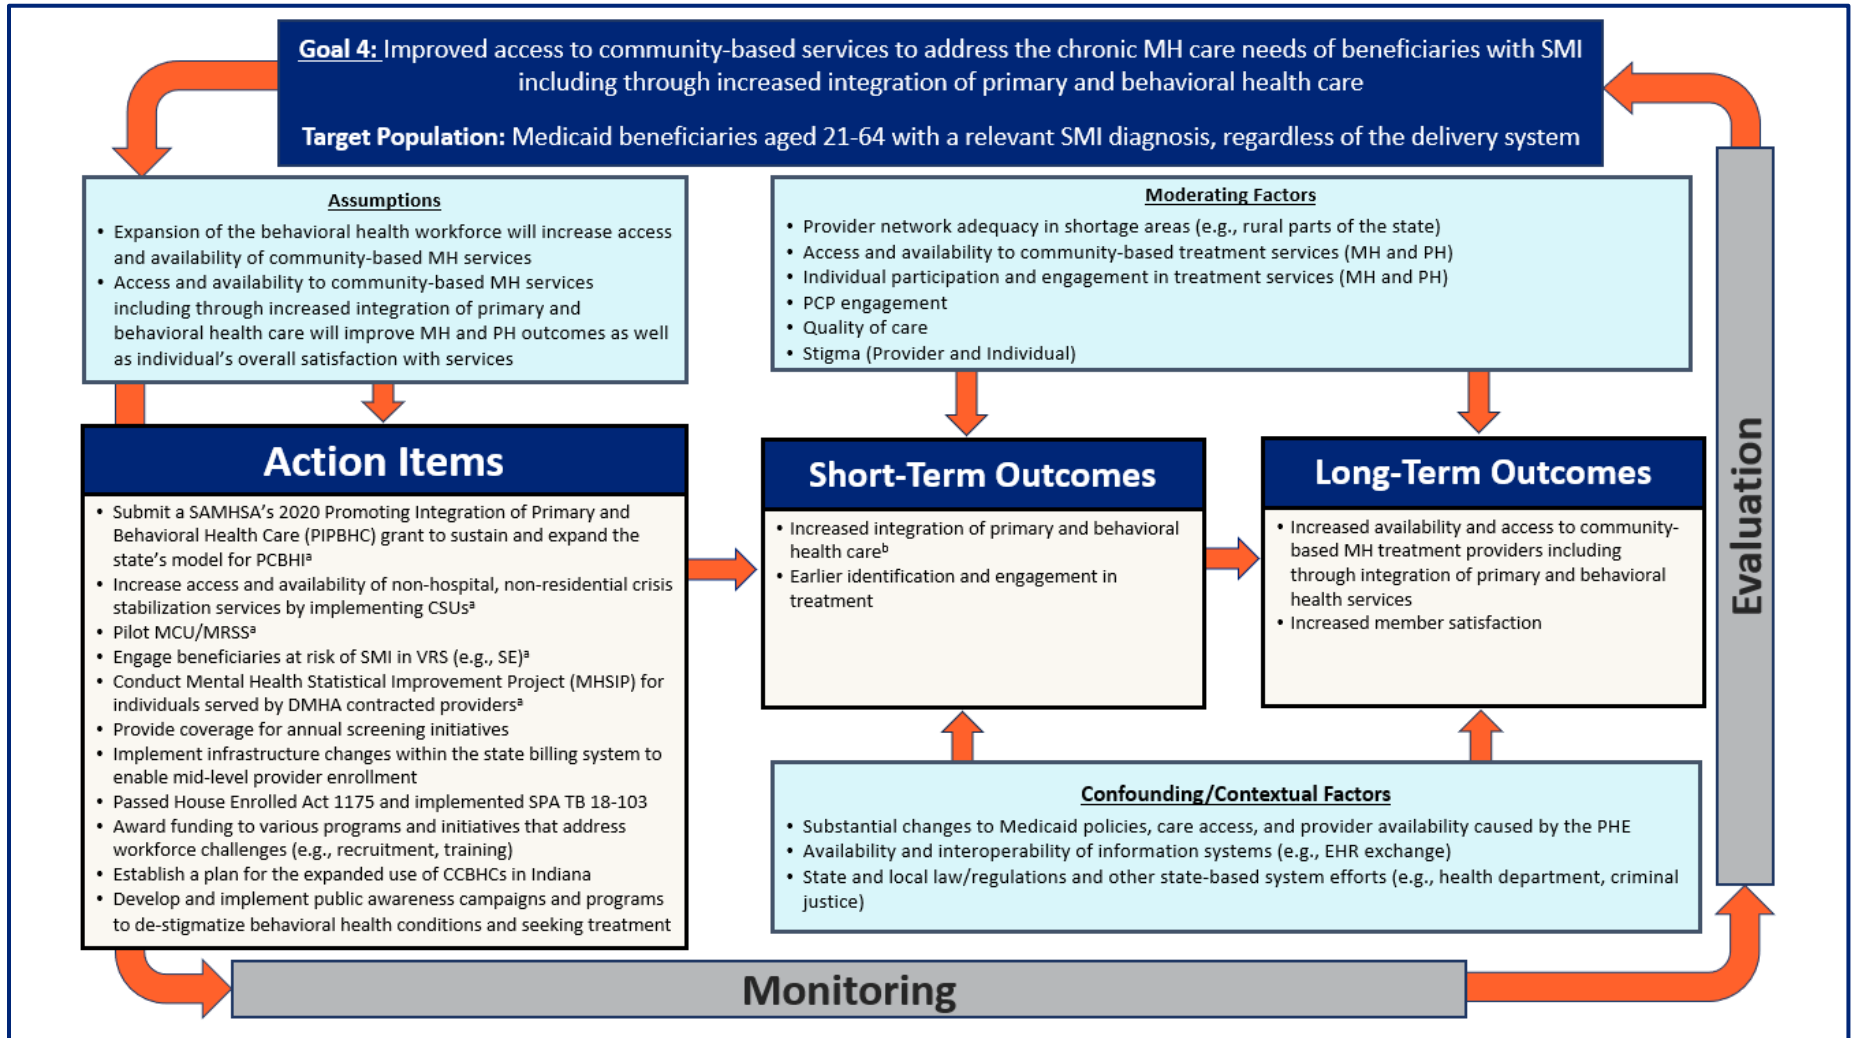 Goal 4: Improved access to community-based services to address the chronic MH care needs of beneficiaries with SMI
including through increased integration of primary and behavioral health care
Target Population: Medicaid beneficiaries aged 21-64 with a relevant SMI diagnosis, regardless of the delivery system
Assumptions
• Expansion of the behavioral health workforce will increase access
and availability of community-based MH services
• Access and availability to community-based MH services
including through increased integration of primary and
behavioral health care will improve MH and PH outcomes as well
as individual's overall satisfaction with services
Moderating Factors
• Provider network adequacy in shortage areas (e.g., rural parts of the state)
• Access and availability to community-based treatment services (MH and PH)
• Individual participation and engagement in treatment services (MH and PH)
• PCP engagement
• Quality of care
• Stigma (Provider and Individual)
Action Items
• Submit a SAMHSA's 2020 Promoting Integration of Primary and
Behavioral Health Care (PIPBHC) grant to sustain and expand the
state's model for PCBHIᵃ
• Increase access and availability of non-hospital, non-residential crisis
stabilization services by implementing CSUsᵃ
• Pilot MCU/MRSSᵃ
• Engage beneficiaries at risk of SMI in VRS (e.g., SE)ᵃ
• Conduct Mental Health Statistical Improvement Project (MHSIP) for
individuals served by DMHA contracted providersᵃ
• Provide coverage for annual screening initiatives
• Implement infrastructure changes within the state billing system to
enable mid-level provider enrollment
• Passed House Enrolled Act 1175 and implemented SPA TB 18-103
• Award funding to various programs and initiatives that address
workforce challenges (e.g., recruitment, training)
• Establish a plan for the expanded use of CCBHCs in Indiana
• Develop and implement public awareness campaigns and programs
to de-stigmatize behavioral health conditions and seeking treatment
Short-Term Outcomes
• Increased integration of primary and behavioral
health careᵇ
• Earlier identification and engagement in
treatment
Long-Term Outcomes
• Increased availability and access to community-
based MH treatment providers including
through integration of primary and behavioral
health services
• Increased member satisfaction
Confounding/Contextual Factors
• Substantial changes to Medicaid policies, care access, and provider availability caused by the PHE
• Availability and interoperability of information systems (e.g., EHR exchange)
• State and local law/regulations and other state-based system efforts (e.g., health department, criminal
justice)
Monitoring
Evaluation